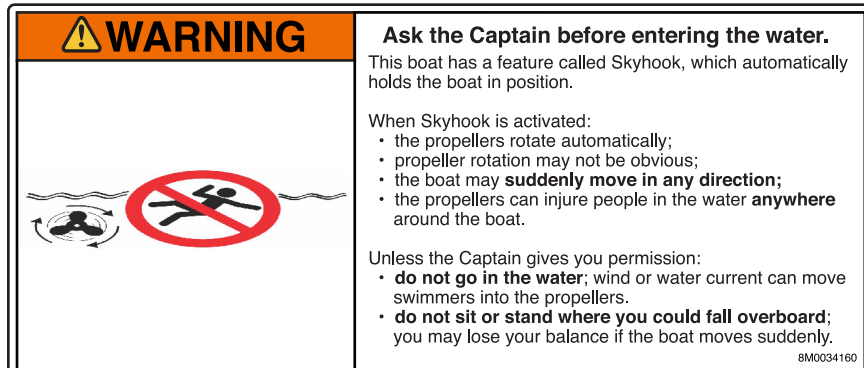 WARNING
Ask the Captain before entering the water.
This boat has a feature called Skyhook, which automatically
holds the boat in position.
When Skyhook is activated:
• the propellers rotate automatically;
• propeller rotation may not be obvious;
• the boat may suddenly move in any direction;
• the propellers can injure people in the water anywhere
around the boat.
Unless the Captain gives you permission:
• do not go in the water; wind or water current can move
swimmers into the propellers.
• do not sit or stand where you could fall overboard;
you may lose your balance if the boat moves suddenly.
8M0034160